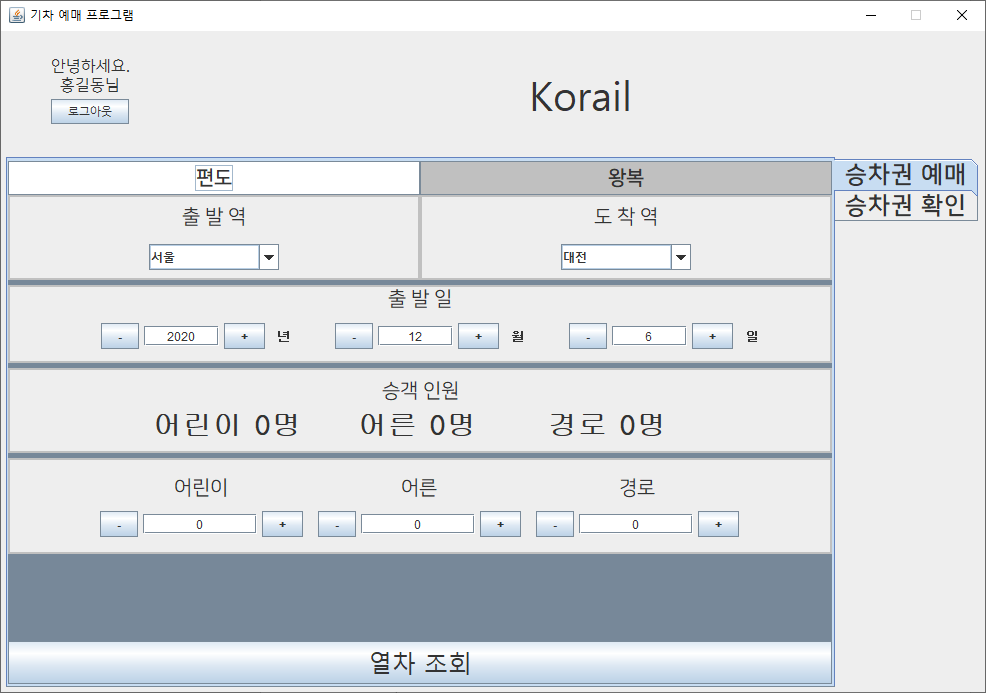 기차 예매 프로그램
안녕하세요.
홍길동님
로그아웃
Korail
편도 왕복
승차권 예매
승차권 확인
출 발 역 도 착 역
서울 대전
출 발 일
- 2020 + 년 - 12 + 월 - 6 + 일
승객 인원
어린이 0명 어른 0명 경로 0명
어린이 어른 경로
- 0 + - 0 + - 0 +
열차 조회